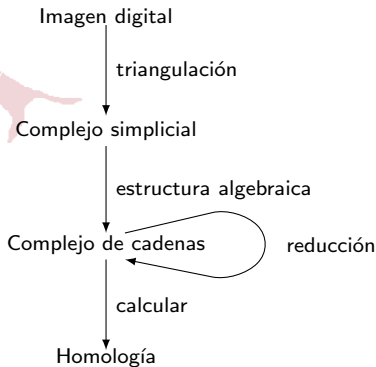 Imagen digital
triangulación
Complejo simplicial
estructura algebraica
Complejo de cadenas
reducción
calcular
Homología